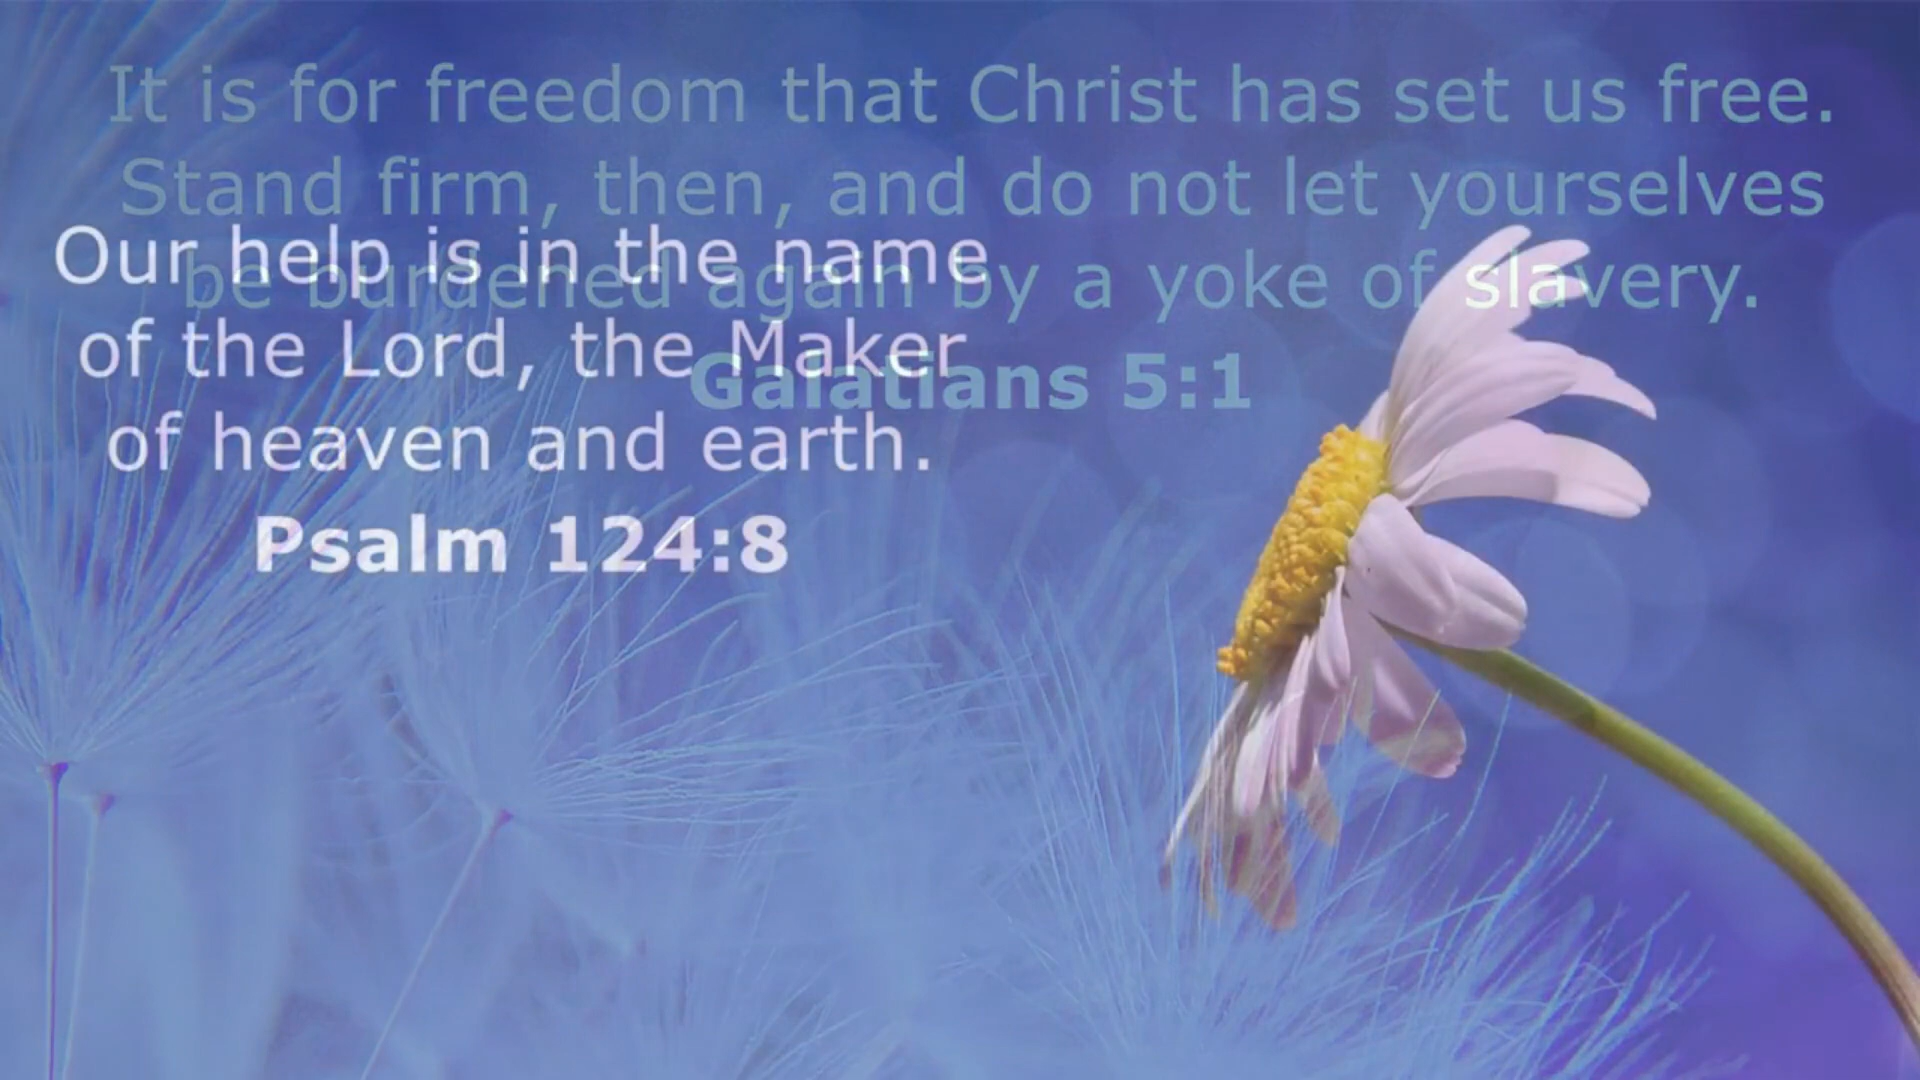 It is for freedom that Christ has set us free.
Stand firm, then, and do not let yourselves
be burdened again by a yoke of slavery.
Galatians 5:1
Our help is in the name
of the Lord, the Maker
of heaven and earth.
Psalm 124:8